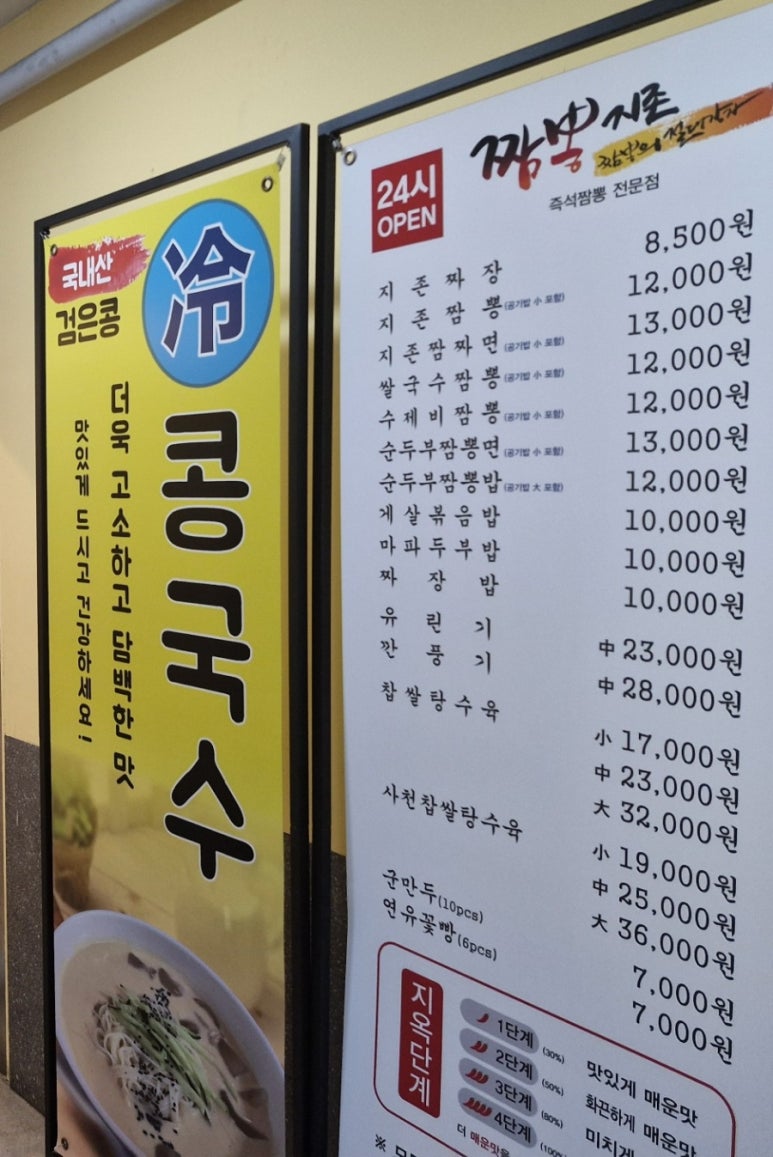 국내산
검은콩
冷
콩국수
더욱 고소하고 담백한 맛
맛있게 드시고 건강하세요!
24시
OPEN
짬뽕지존
짬뽕의 절대강자
즉석짬뽕 전문점
지존짜장 8,500원
지존짬뽕 (공기밥 小 포함) 12,000원
지존짬짜면 (공기밥 小 포함) 13,000원
쌀국수짬뽕 (공기밥 小 포함) 12,000원
수제비짬뽕 (공기밥 小 포함) 12,000원
순두부짬뽕면 (공기밥 小 포함) 13,000원
순두부짬뽕밥 (공기밥 大 포함) 12,000원
게살볶음밥 10,000원
마파두부밥 10,000원
짜장밥 10,000원
유린기 中 23,000원
깐풍기 中 28,000원
찹쌀탕수육 小 17,000원
中 23,000원
大 32,000원
사천찹쌀탕수육 小 19,000원
中 25,000원
大 36,000원
군만두(10pcs) 7,000원
연유꽃빵(6pcs) 7,000원
지옥단계
1단계 (30%) 맛있게 매운맛
2단계 (50%) 화끈하게 매운맛
3단계 (80%) 미치게
4단계 (100%
더 매운맛을